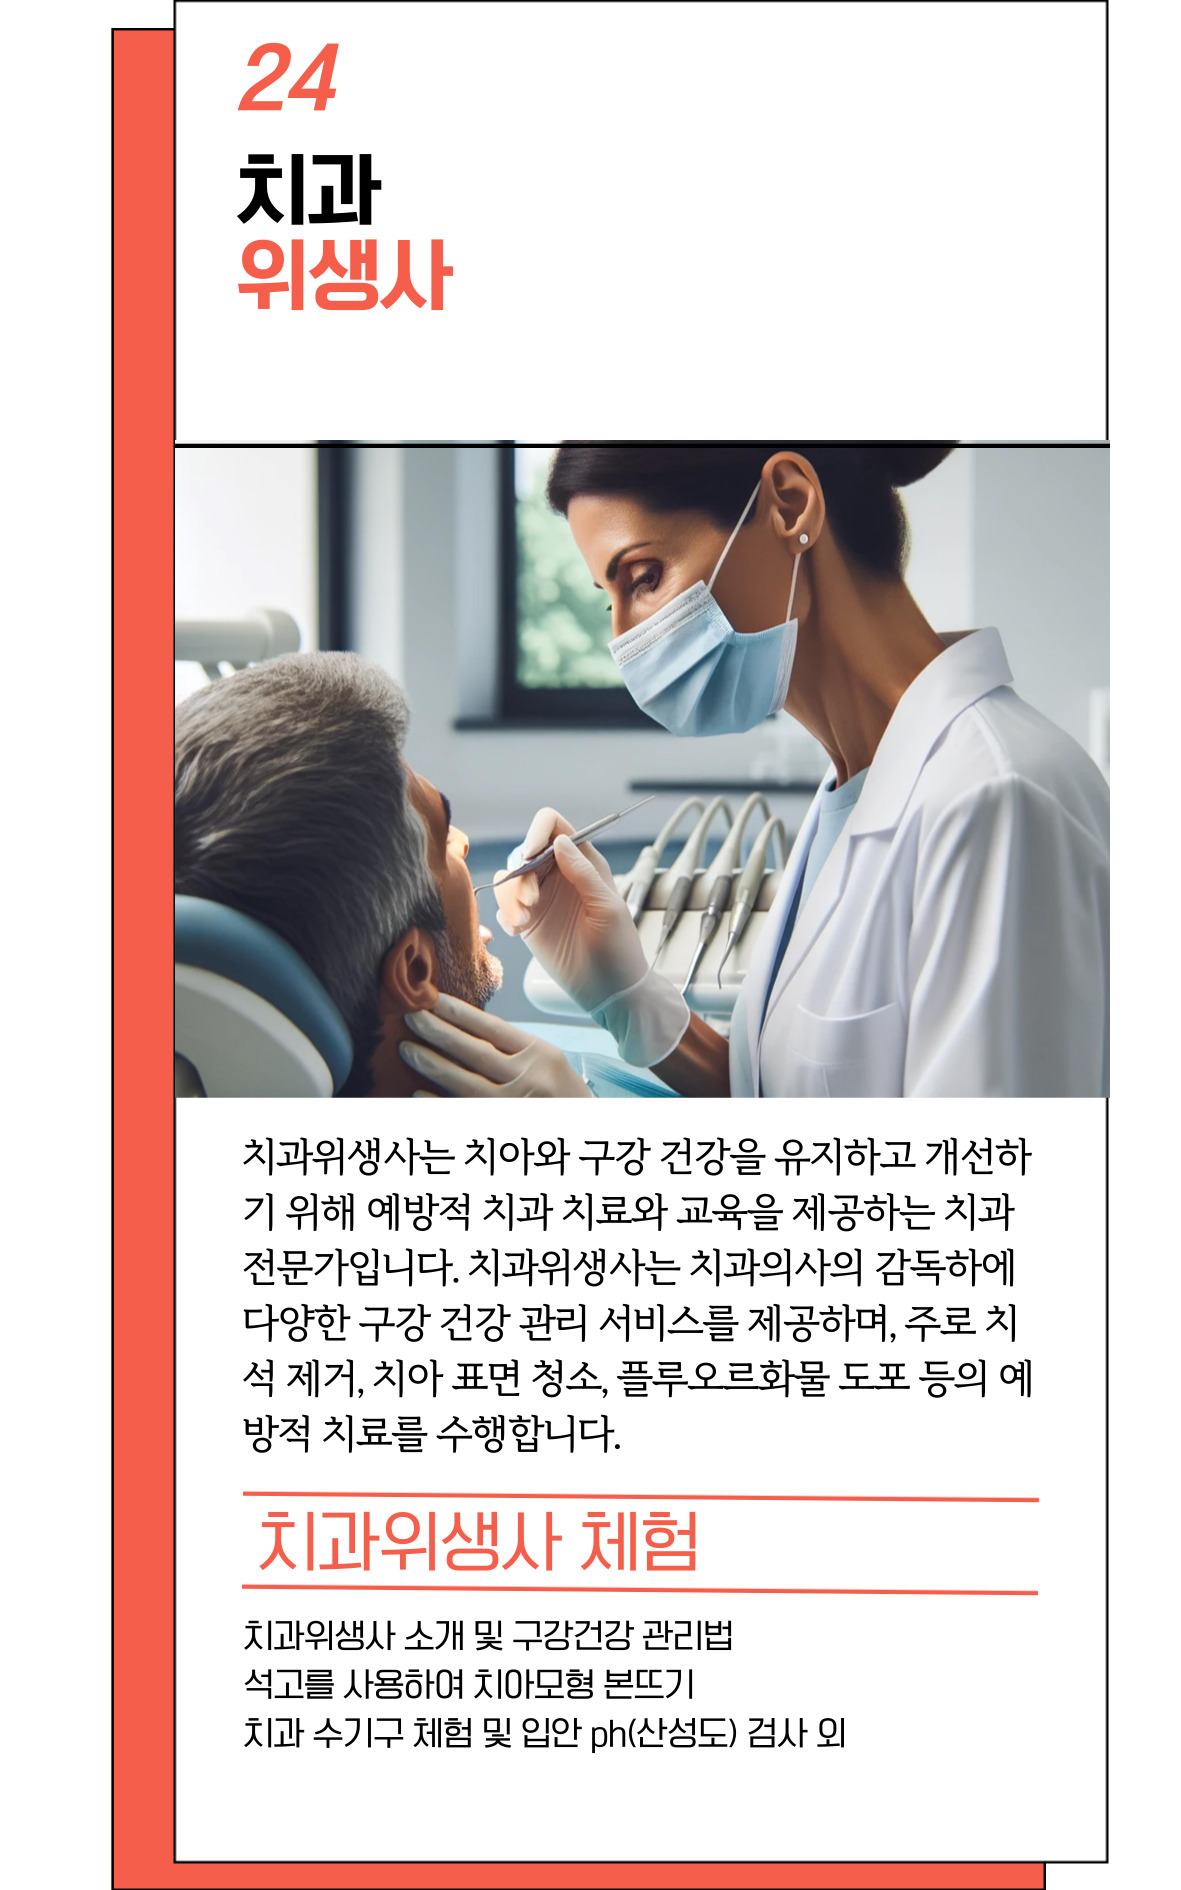 24
치과
위생사
치과위생사는 치아와 구강 건강을 유지하고 개선하
기 위해 예방적 치과 치료와 교육을 제공하는 치과
전문가입니다. 치과위생사는 치과의사의 감독하에
다양한 구강 건강 관리 서비스를 제공하며, 주로 치
석 제거, 치아 표면 청소, 플루오르화물 도포 등의 예
방적 치료를 수행합니다.
치과위생사 체험
치과위생사 소개 및 구강건강 관리법
석고를 사용하여 치아모형 본뜨기
치과 수기구 체험 및 입안 ph(산성도) 검사 외